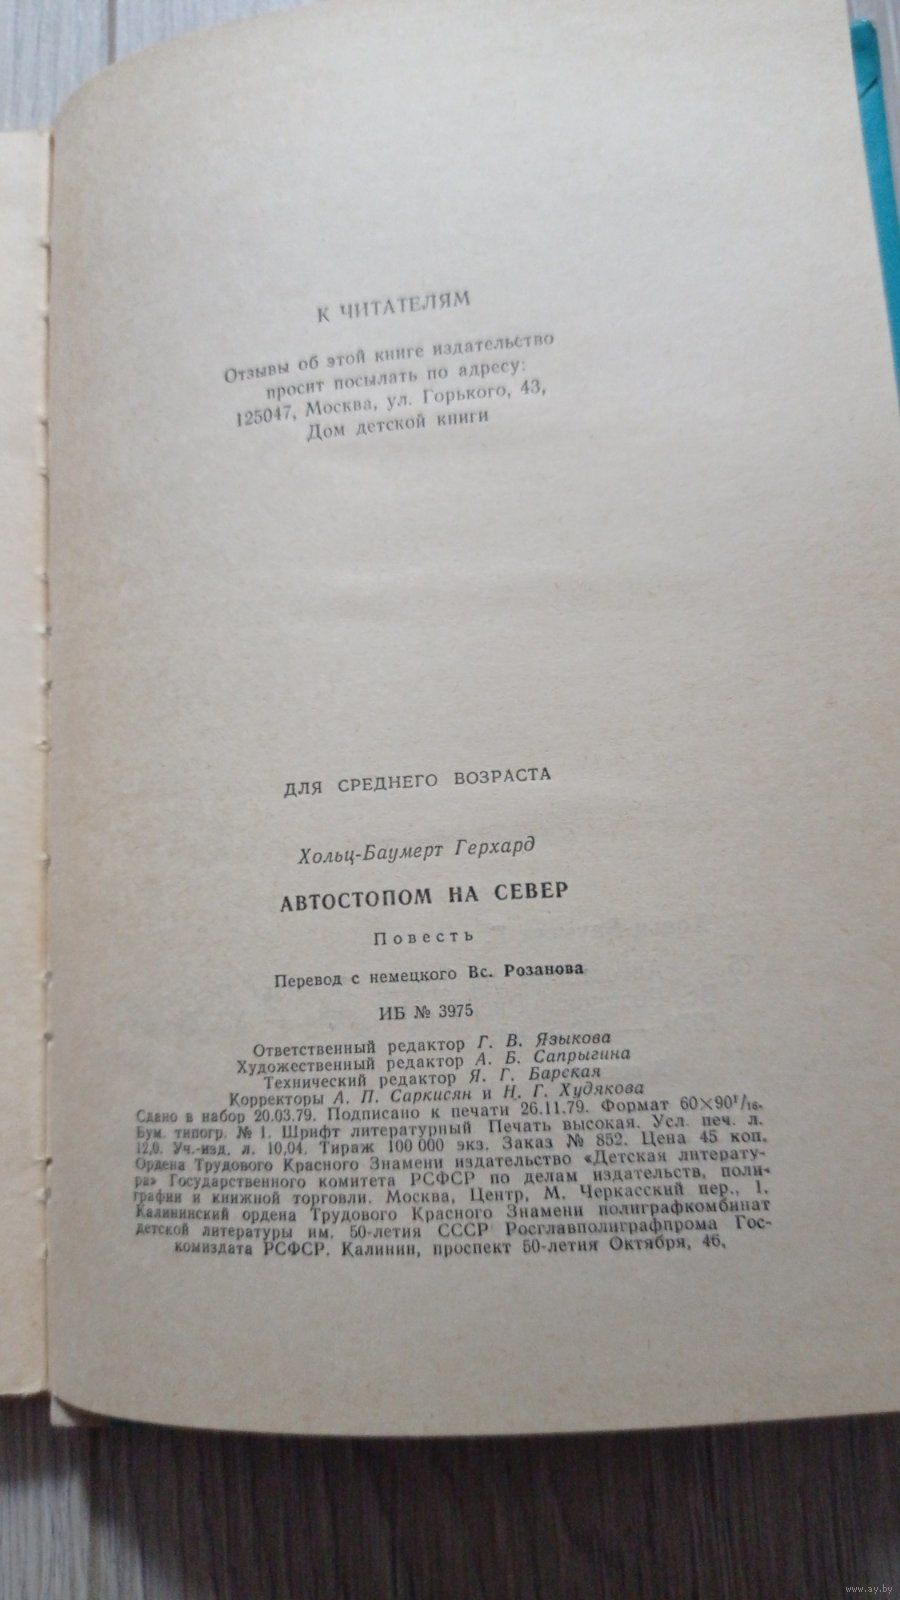 К ЧИТАТЕЛЯМ
Отзывы об этой книге издательство
просит посылать по адресу:
125047, Москва, ул. Горького, 43,
Дом детской книги
ДЛЯ СРЕДНЕГО ВОЗРАСТА
Хольц-Баумерт Герхард
АВТОСТОПОМ НА СЕВЕР
Повесть
Перевод с немецкого Вс. Розанова
ИБ № 3975
Ответственный редактор Г. В. Языкова
Художественный редактор А. Б. Сапрыгина
Технический редактор Я. Г. Барская
Корректоры А. П. Саркисян и Н. Г. Худякова
Сдано в набор 20.03.79. Подписано к печати 26.11.79. Формат 60×90¹/₁₆.
Бум. типогр. № 1. Шрифт литературный Печать высокая. Усл. печ. л.
12,0. Уч.-изд. л. 10,04. Тираж 100 000 экз. Заказ № 852. Цена 45 коп.
Ордена Трудового Красного Знамени издательство «Детская литерату-
ра» Государственного комитета РСФСР по делам издательств, поли-
графии и книжной торговли. Москва, Центр, М. Черкасский пер., 1.
Калининский ордена Трудового Красного Знамени полиграфкомбинат
детской литературы им. 50-летия СССР Росглавполиграфпрома Гос-
комиздата РСФСР. Калинин, проспект 50-летия Октября, 46,
www.ay.by